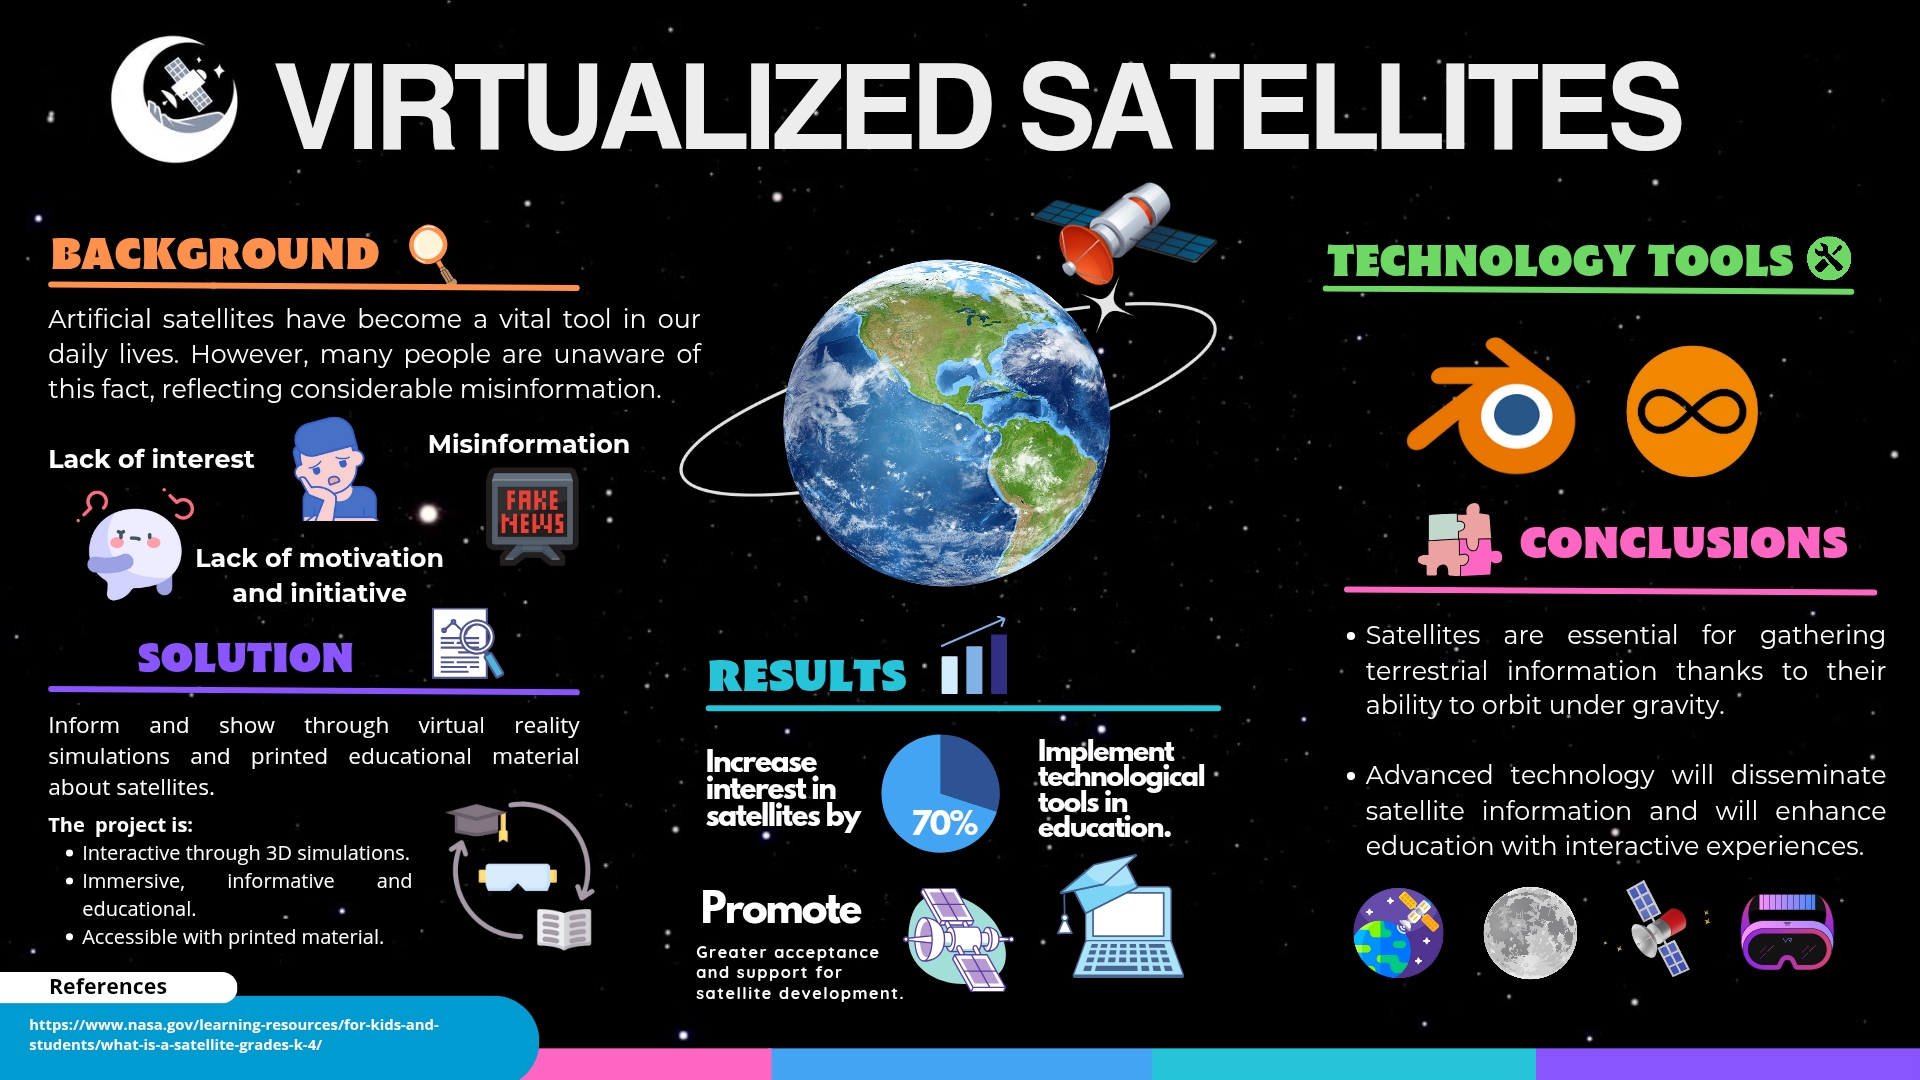 VIRTUALIZED SATELLITES
BACKGROUND
Artificial satellites have become a vital tool in our
daily lives. However, many people are unaware of
this fact, reflecting considerable misinformation.
Lack of interest
Misinformation
FAKE
NEWS
Lack of motivation
and initiative
SOLUTION
Inform and show through virtual reality
simulations and printed educational material
about satellites.
The project is:
• Interactive through 3D simulations.
• Immersive, informative and
educational.
• Accessible with printed material.
References
https://www.nasa.gov/learning-resources/for-kids-and-
students/what-is-a-satellite-grades-k-4/
RESULTS
Increase
interest in
satellites by
70%
Implement
technological
tools in
education.
Promote
Greater acceptance
and support for
satellite development.
TECHNOLOGY TOOLS
CONCLUSIONS
• Satellites are essential for gathering
terrestrial information thanks to their
ability to orbit under gravity.
• Advanced technology will disseminate
satellite information and will enhance
education with interactive experiences.
VR